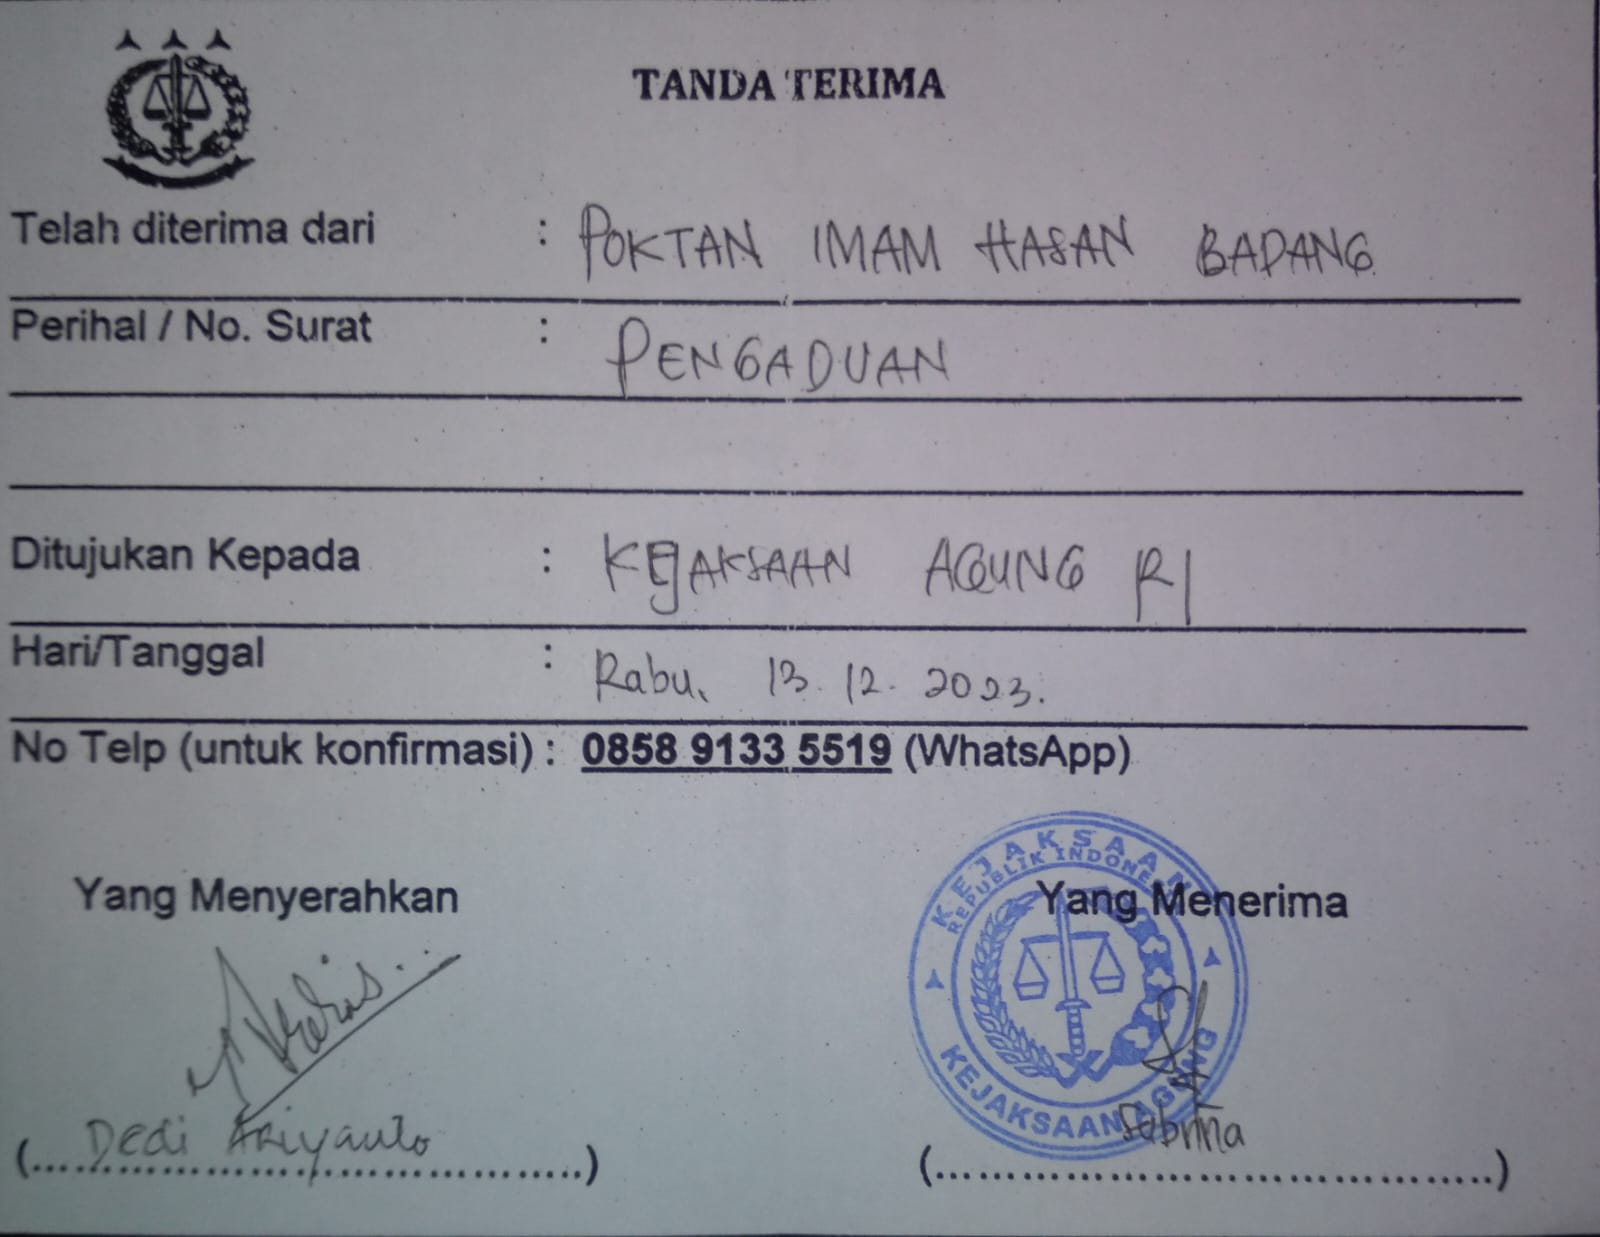 TANDA TERIMA
Telah diterima dari : POKTAN IMAM HASAN BADANG
Perihal / No. Surat : PENGADUAN
Ditujukan Kepada : KEJAKSAAN AGUNG RI
Hari/Tanggal : Rabu, 13. 12. 2023.
No Telp (untuk konfirmasi) : 0858 9133 5519 (WhatsApp)
Yang Menyerahkan
Yang Menerima
KEJAKSAAN
REPUBLIK INDONESIA
KEJAKSAAN AGUNG
(Dedi Ariyanto)
(Sabrina)